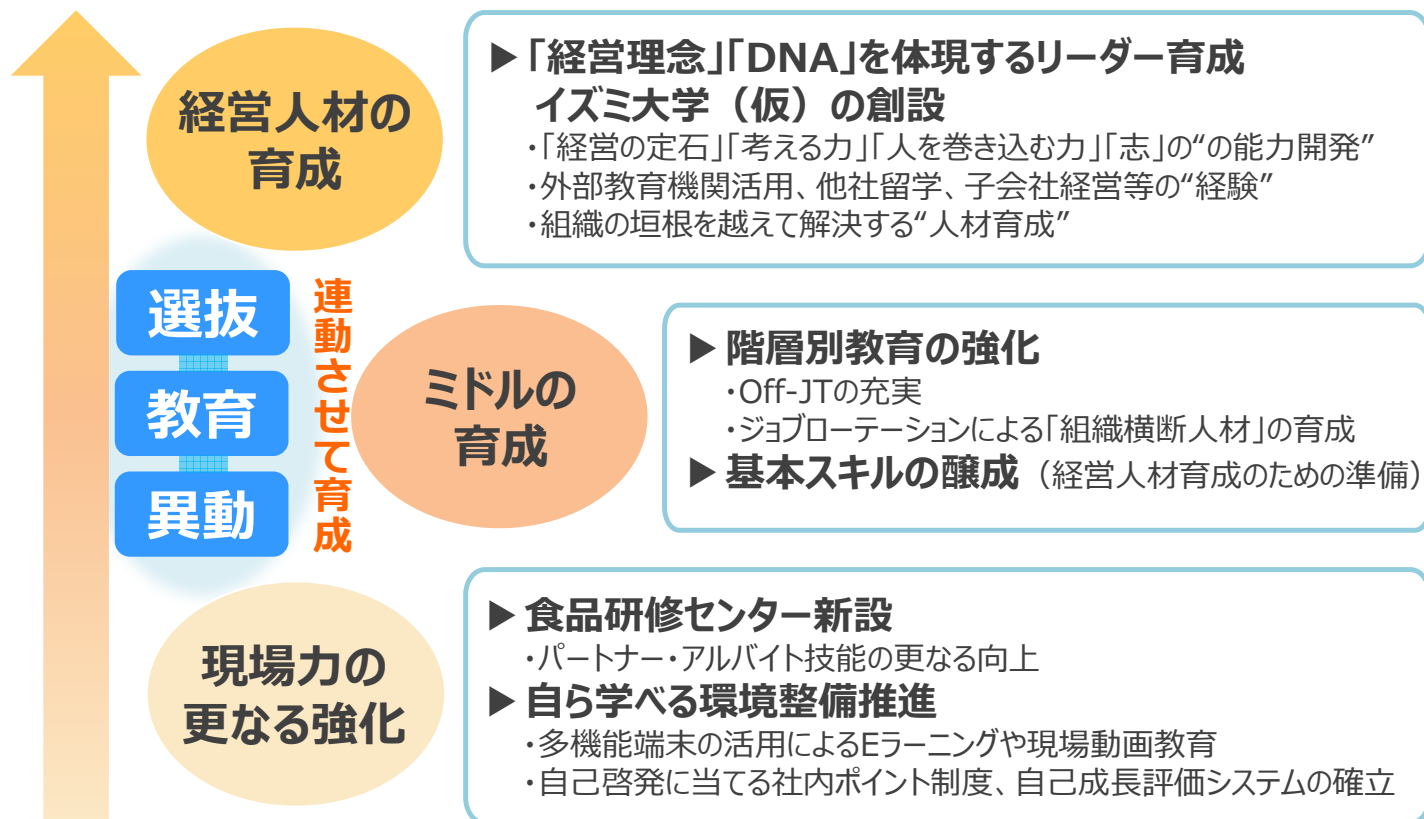 経営人材の
育成
▶「経営理念」「DNA」を体現するリーダー育成
イズミ大学（仮）の創設
・「経営の定石」「考える力」「人を巻き込む力」「志」の“の能力開発”
・外部教育機関活用、他社留学、子会社経営等の“経験”
・組織の垣根を越えて解決する“人材育成”
選抜
教育
異動
連動させて育成
ミドルの
育成
▶ 階層別教育の強化
・Off-JTの充実
・ジョブローテーションによる「組織横断人材」の育成
▶ 基本スキルの醸成（経営人材育成のための準備）
現場力の
更なる強化
▶ 食品研修センター新設
・パートナー・アルバイト技能の更なる向上
▶ 自ら学べる環境整備推進
・多機能端末の活用によるEラーニングや現場動画教育
・自己啓発に当てる社内ポイント制度、自己成長評価システムの確立